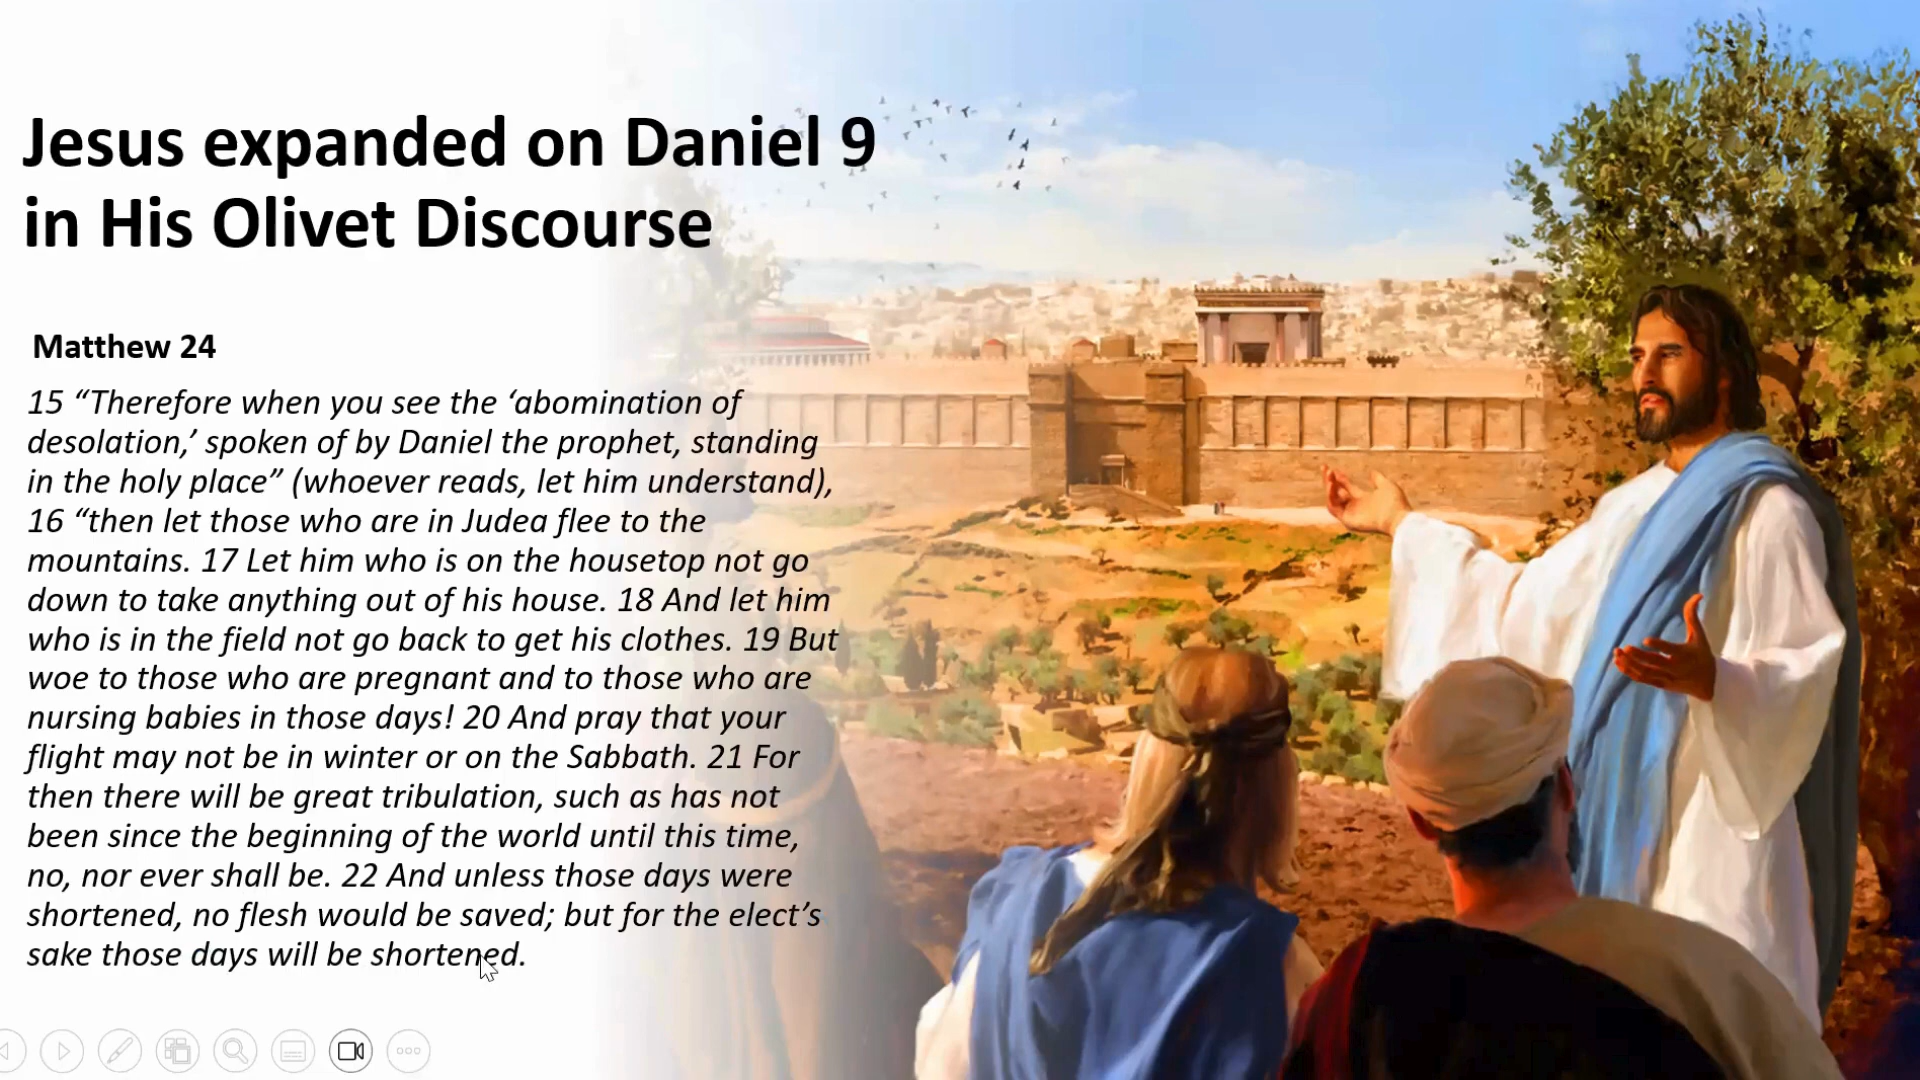 Jesus expanded on Daniel 9
in His Olivet Discourse
Matthew 24
15 “Therefore when you see the ‘abomination of
desolation,’ spoken of by Daniel the prophet, standing
in the holy place” (whoever reads, let him understand),
16 “then let those who are in Judea flee to the
mountains. 17 Let him who is on the housetop not go
down to take anything out of his house. 18 And let him
who is in the field not go back to get his clothes. 19 But
woe to those who are pregnant and to those who are
nursing babies in those days! 20 And pray that your
flight may not be in winter or on the Sabbath. 21 For
then there will be great tribulation, such as has not
been since the beginning of the world until this time,
no, nor ever shall be. 22 And unless those days were
shortened, no flesh would be saved; but for the elect’s
sake those days will be shortened.